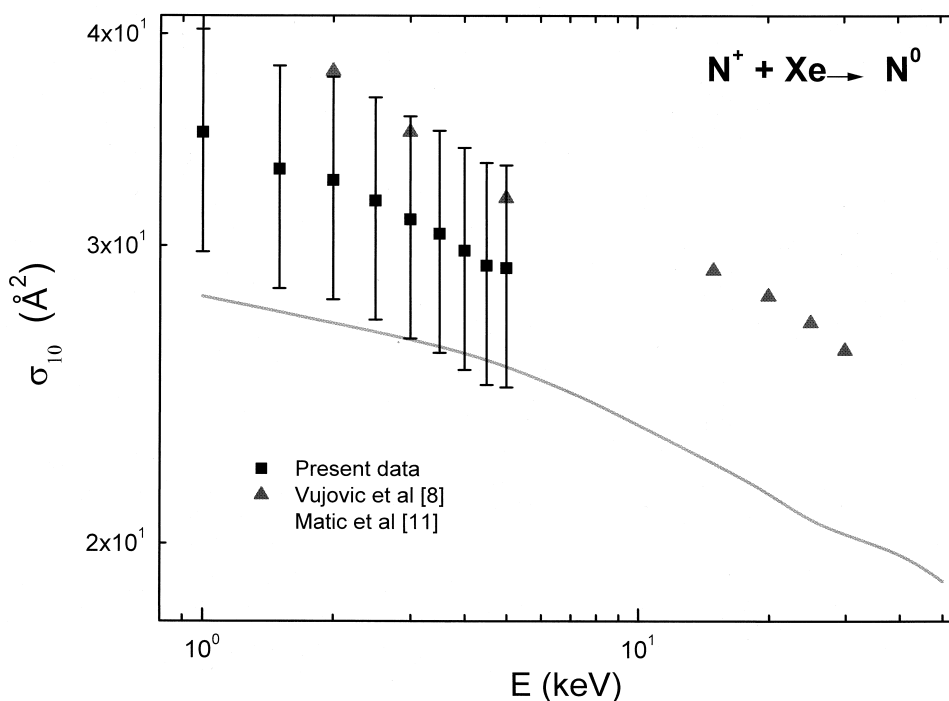 4x10¹
N⁺ + Xe → N⁰
3x10¹
σ₁₀ (Å²)
Present data
Vujovic et al [8]
Matic et al [11]
2x10¹
10⁰
10¹
E (keV)